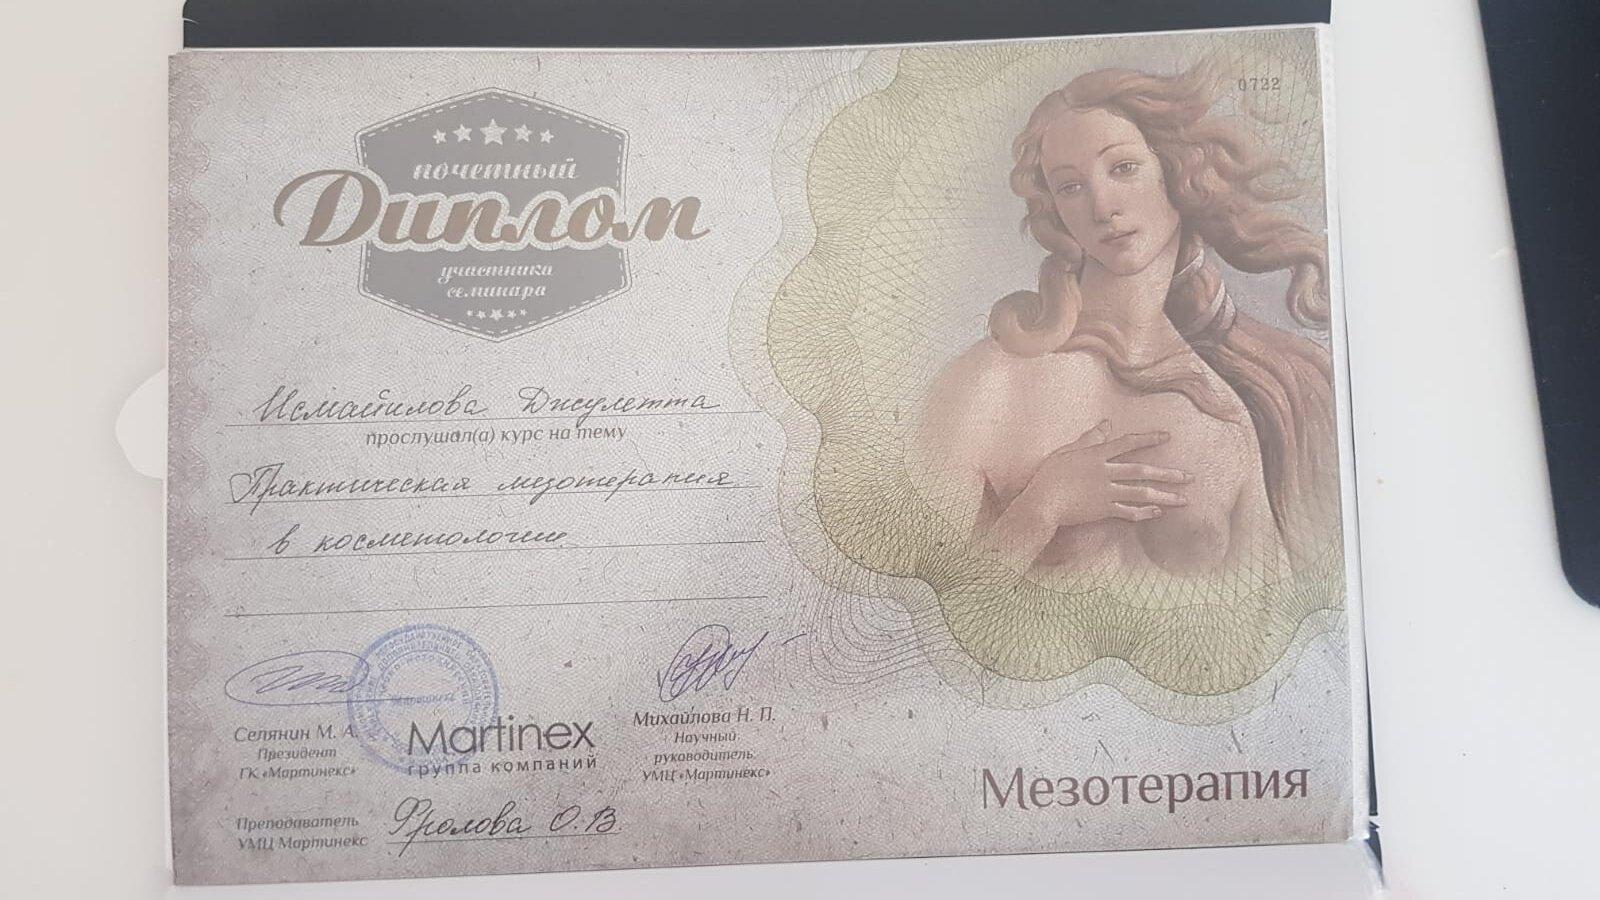 0722
почетный
Диплом
участника
семинара
Исмайилова Джулетта
прослушал(а) курс на тему
Практическая мезотерапия
в косметологии
Селянин М. А.
Президент
ГК «Мартинекс»
Martinex
группа компаний
Михайлова Н. П.
Научный
руководитель
УМЦ «Мартинекс»
Преподаватель
УМЦ Мартинекс
Фролова О.В.
Мезотерапия